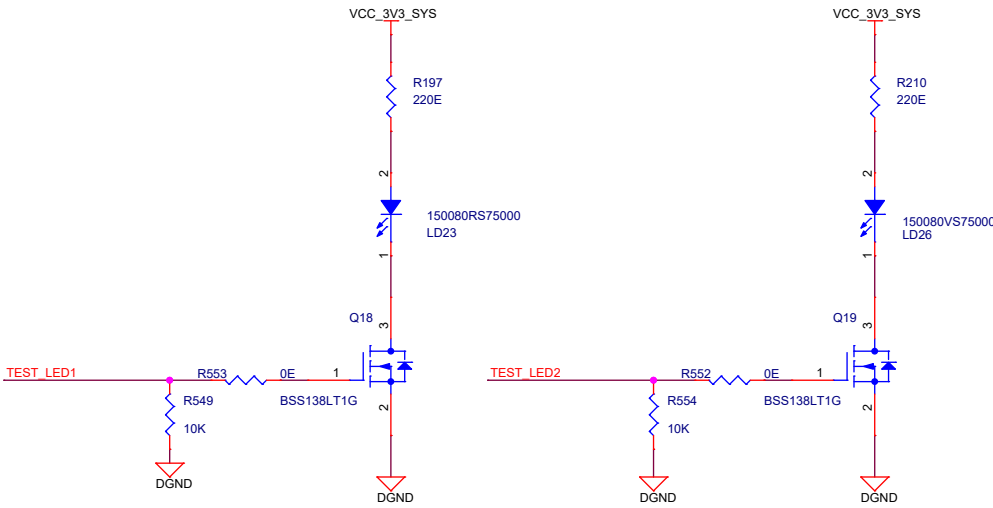 VCC_3V3_SYS
R197
220E
2
150080RS75000
LD23
1
Q18
3
TEST_LED1
R553
0E
1
R549
10K
BSS138LT1G
2
DGND
DGND
VCC_3V3_SYS
R210
220E
2
150080VS75000
LD26
1
Q19
3
TEST_LED2
R552
0E
1
R554
10K
BSS138LT1G
2
DGND
DGND